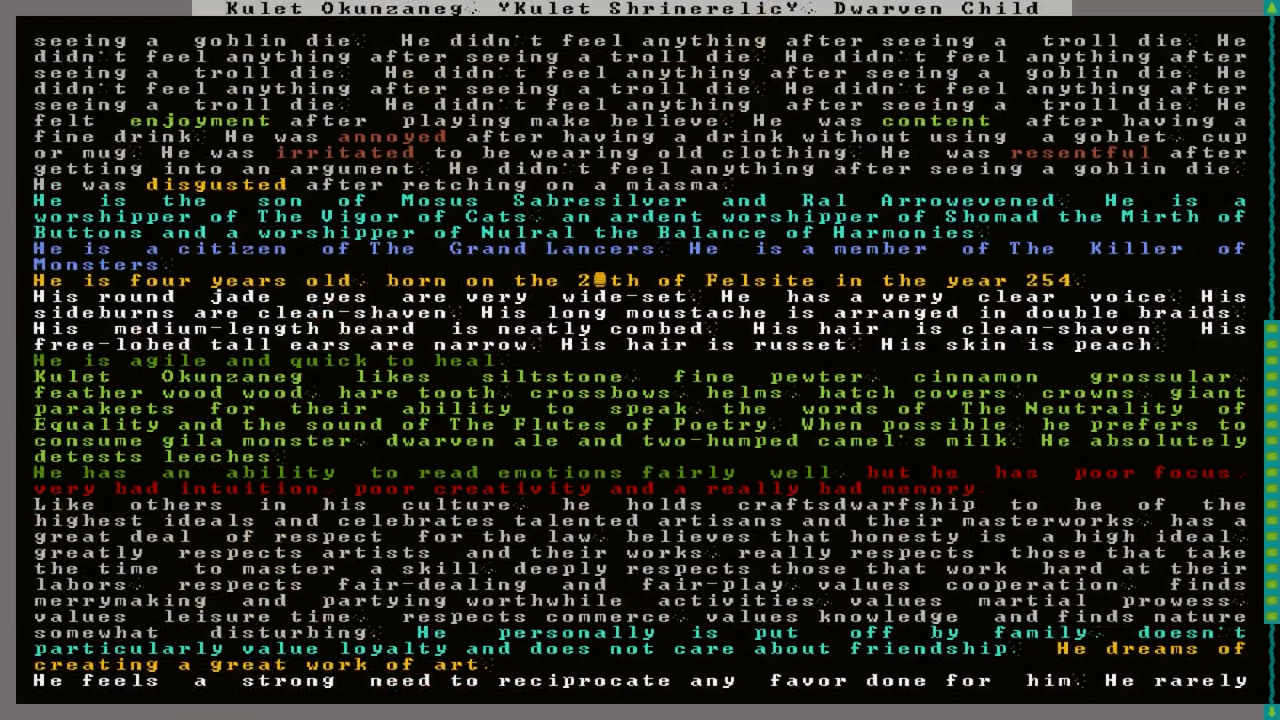 Kulet Okunzaneg, "Kulet Shrinerelic", Dwarven Child
seeing a goblin die. He didn't feel anything after seeing a troll die. He
didn't feel anything after seeing a troll die. He didn't feel anything after
seeing a troll die. He didn't feel anything after seeing a goblin die. He
didn't feel anything after seeing a troll die. He didn't feel anything after
seeing a troll die. He didn't feel anything after seeing a troll die. He
felt enjoyment after playing make believe. He was content after having a
fine drink. He was annoyed after having a drink without using a goblet, cup
or mug. He was irritated to be wearing old clothing. He was resentful after
getting into an argument. He didn't feel anything after seeing a goblin die.
He was disgusted after retching on a miasma.
He is the son of Mosus Sabresilver and Ral Arrowevened. He is a
worshipper of The Vigor of Cats, an ardent worshipper of Shomad the Mirth of
Buttons and a worshipper of Nulral the Balance of Harmonies.
He is a citizen of The Grand Lancers. He is a member of The Killer of
Monsters.
He is four years old, born on the th of Felsite in the year 254.
His round jade eyes are very wide-set. He has a very clear voice. His
sideburns are clean-shaven. His long moustache is arranged in double braids.
His medium-length beard is neatly combed. His hair is clean-shaven. His
free-lobed tall ears are narrow. His hair is russet. His skin is peach.
He is agile and quick to heal.
Kulet Okunzaneg likes siltstone, fine pewter, cinnamon grossular,
feather wood wood, hare tooth, crossbows, helms, hatch covers, crowns, giant
parakeets for their ability to speak, the words of The Neutrality of
Equality and the sound of The Flutes of Poetry. When possible, he prefers to
consume gila monster, dwarven ale and two-humped camel's milk. He absolutely
detests leeches.
He has an ability to read emotions fairly well, but he has poor focus,
very bad intuition, poor creativity and a really bad memory.
Like others in his culture, he holds craftsdwarfship to be of the
highest ideals and celebrates talented artisans and their masterworks, has a
great deal of respect for the law, believes that honesty is a high ideal,
greatly respects artists and their works, really respects those that take
the time to master a skill, deeply respects those that work hard at their
labors, respects fair-dealing and fair-play, values cooperation, finds
merrymaking and partying worthwhile activities, values martial prowess,
values leisure time, respects commerce, values knowledge and finds nature
somewhat disturbing. He personally is put off by family, doesn't
particularly value loyalty and does not care about friendship. He dreams of
creating a great work of art.
He feels a strong need to reciprocate any favor done for him. He rarely